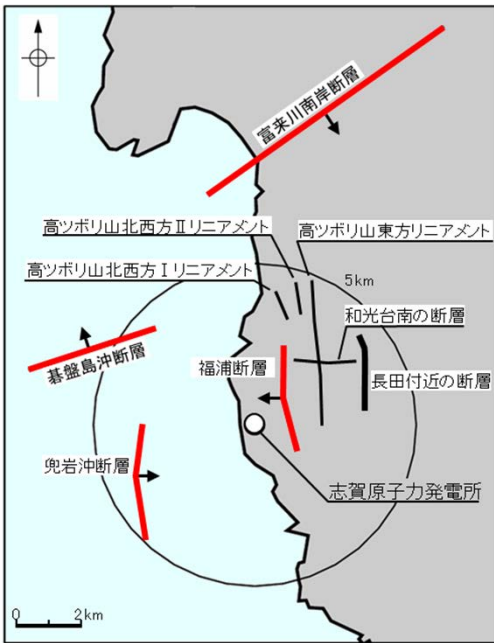 富来川南岸断層
高ツボリ山北西方Ⅱリニアメント
高ツボリ山東方リニアメント
高ツボリ山北西方Ⅰリニアメント
5km
和光台南の断層
碁盤島沖断層
福浦断層
長田付近の断層
兜岩沖断層
志賀原子力発電所
0 2km